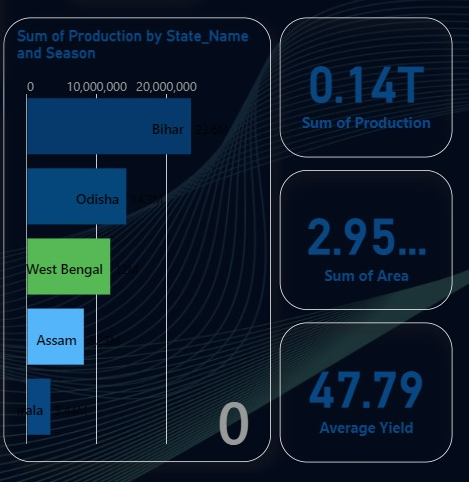 Sum of Production by State_Name
and Season
0 10,000,000 20,000,000
Bihar
Odisha
West Bengal
Assam
ala
0
0.14T
Sum of Production
2.95...
Sum of Area
47.79
Average Yield